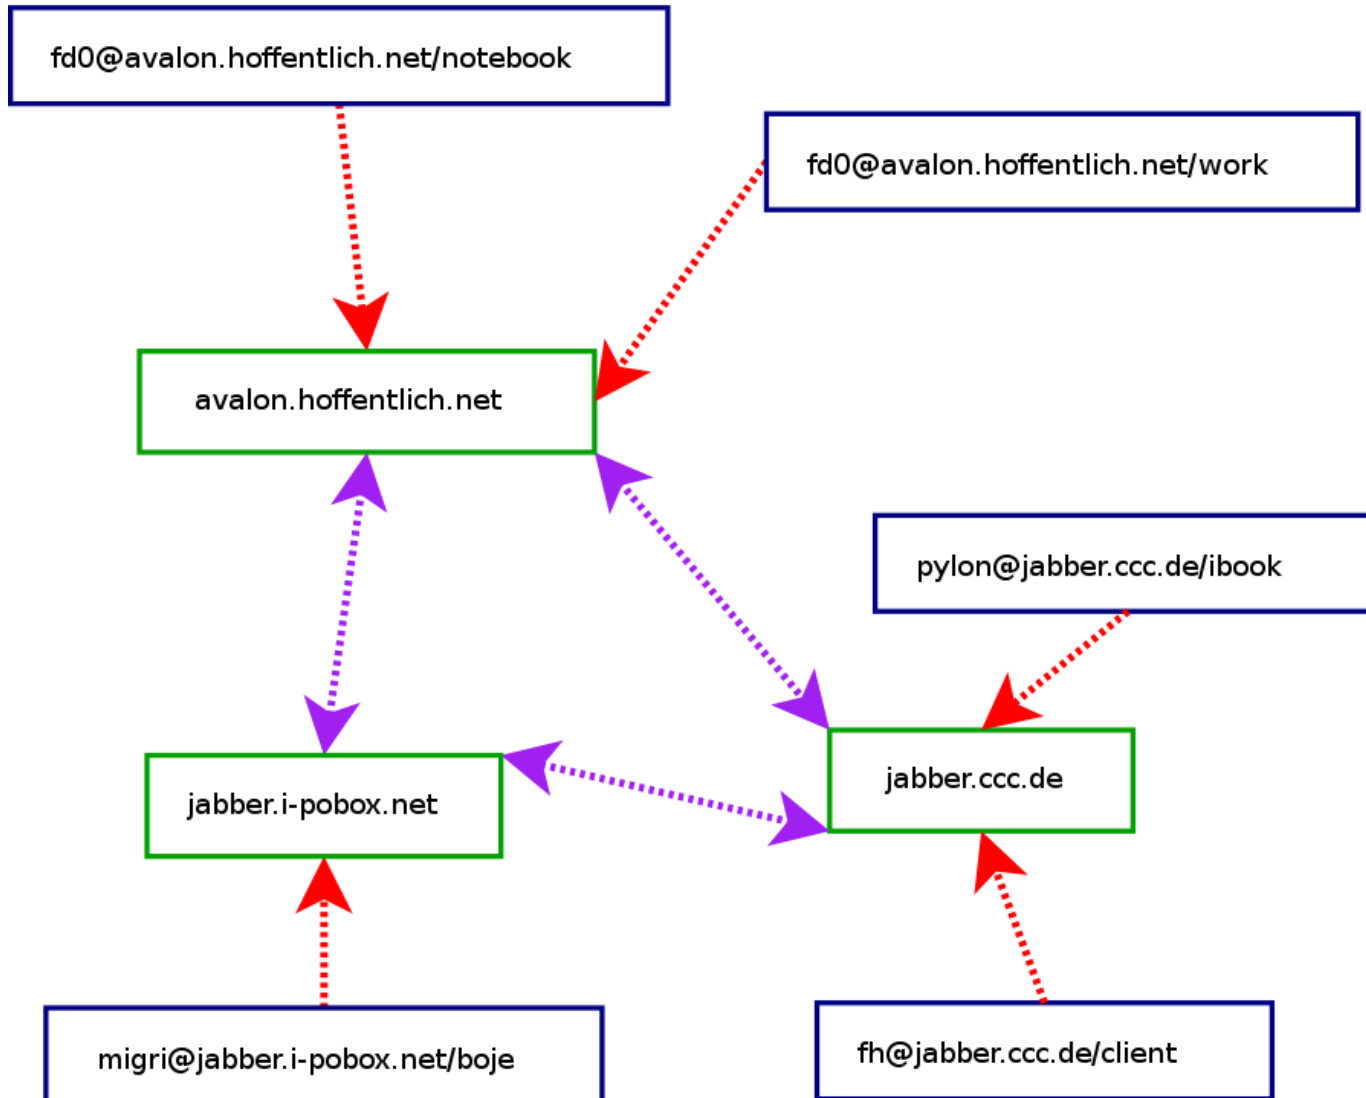 fd0@avalon.hoffentlich.net/notebook
fd0@avalon.hoffentlich.net/work
avalon.hoffentlich.net
pylon@jabber.ccc.de/ibook
jabber.ccc.de
jabber.i-pobox.net
migri@jabber.i-pobox.net/boje
fh@jabber.ccc.de/client